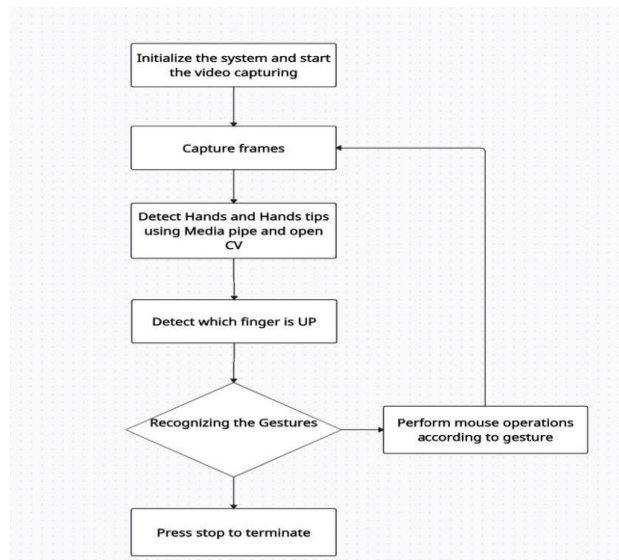 Initialize the system and start
the video capturing
Capture frames
Detect Hands and Hands tips
using Media pipe and open
CV
Detect which finger is UP
Recognizing the Gestures
Perform mouse operations
according to gesture
Press stop to terminate